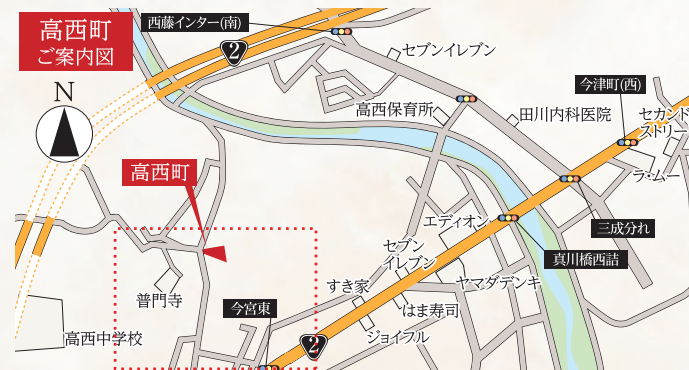 高西町
ご案内図
西藤インター(南)
2
セブンイレブン
N
今津町(西)
高西保育所
田川内科医院
セカンド
ストリート
高西町
ラ・ムー
エディオン
三成分れ
セブン
イレブン
真川橋西詰
ヤマダデンキ
すき家
普門寺
今宮東
はま寿司
ジョイフル
高西中学校
2